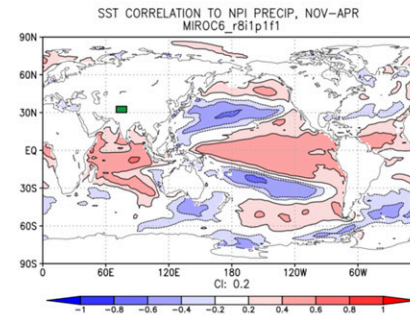 SST CORRELATION TO NPI PRECIP, NOV-APR
MIROC6_r8i1p1f1
90N
60N
30N
EQ
30S
60S
90S
0 60E 120E 180 120W 60W
CI: 0.2
-1 -0.8 -0.6 -0.4 -0.2 0.2 0.4 0.6 0.8 1